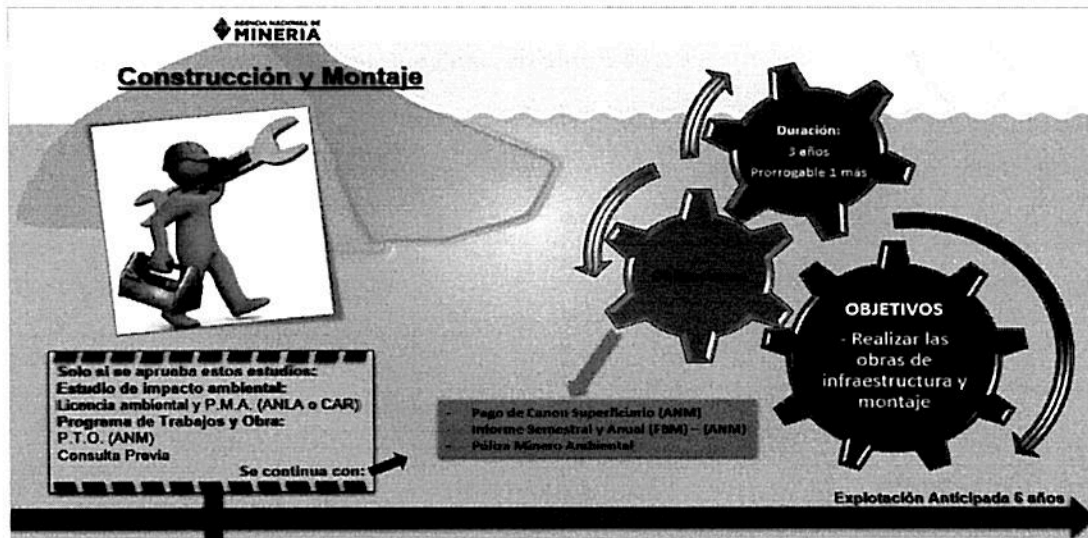 AGENCIA NACIONAL DE
MINERIA
Construcción y Montaje
Duración:
3 años
Prorrogable 1 más
OBJETIVOS
- Realizar las
obras de
infraestructura y
montaje
Solo si se aprueba estos estudios:
Estudio de impacto ambiental:
Licencia ambiental y P.M.A. (ANLA o CAR)
Programa de Trabajos y Obra:
P.T.O. (ANM)
Consulta Previa
Se continua con:
- Pago de Canon Superficiario (ANM)
- Informe Semestral y Anual (FBM) – (ANM)
- Póliza Minero Ambiental
Explotación Anticipada 6 años